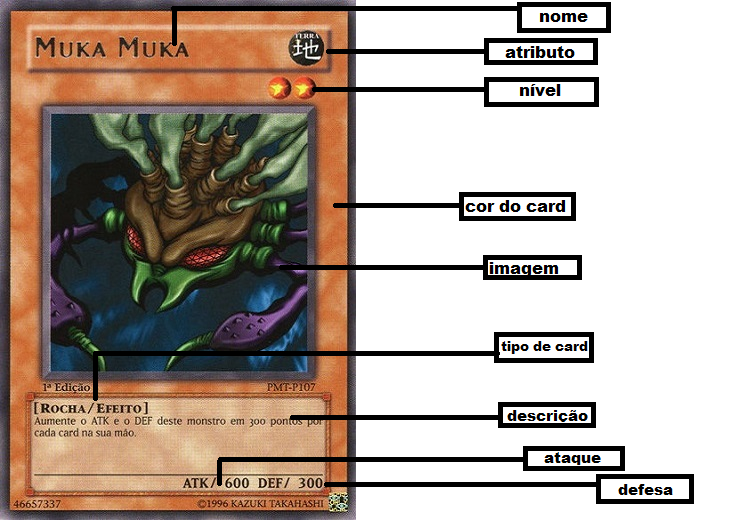 nome
MUKA MUKA
TERRA
地
atributo
nível
cor do card
imagem
tipo de card
1ª Edição
PMT-P107
[ROCHA/EFEITO]
Aumente o ATK e o DEF deste monstro em 300 pontos por
cada card na sua mão.
descrição
ataque
ATK/ 600 DEF/ 300
defesa
46657337
©1996 KAZUKI TAKAHASHI